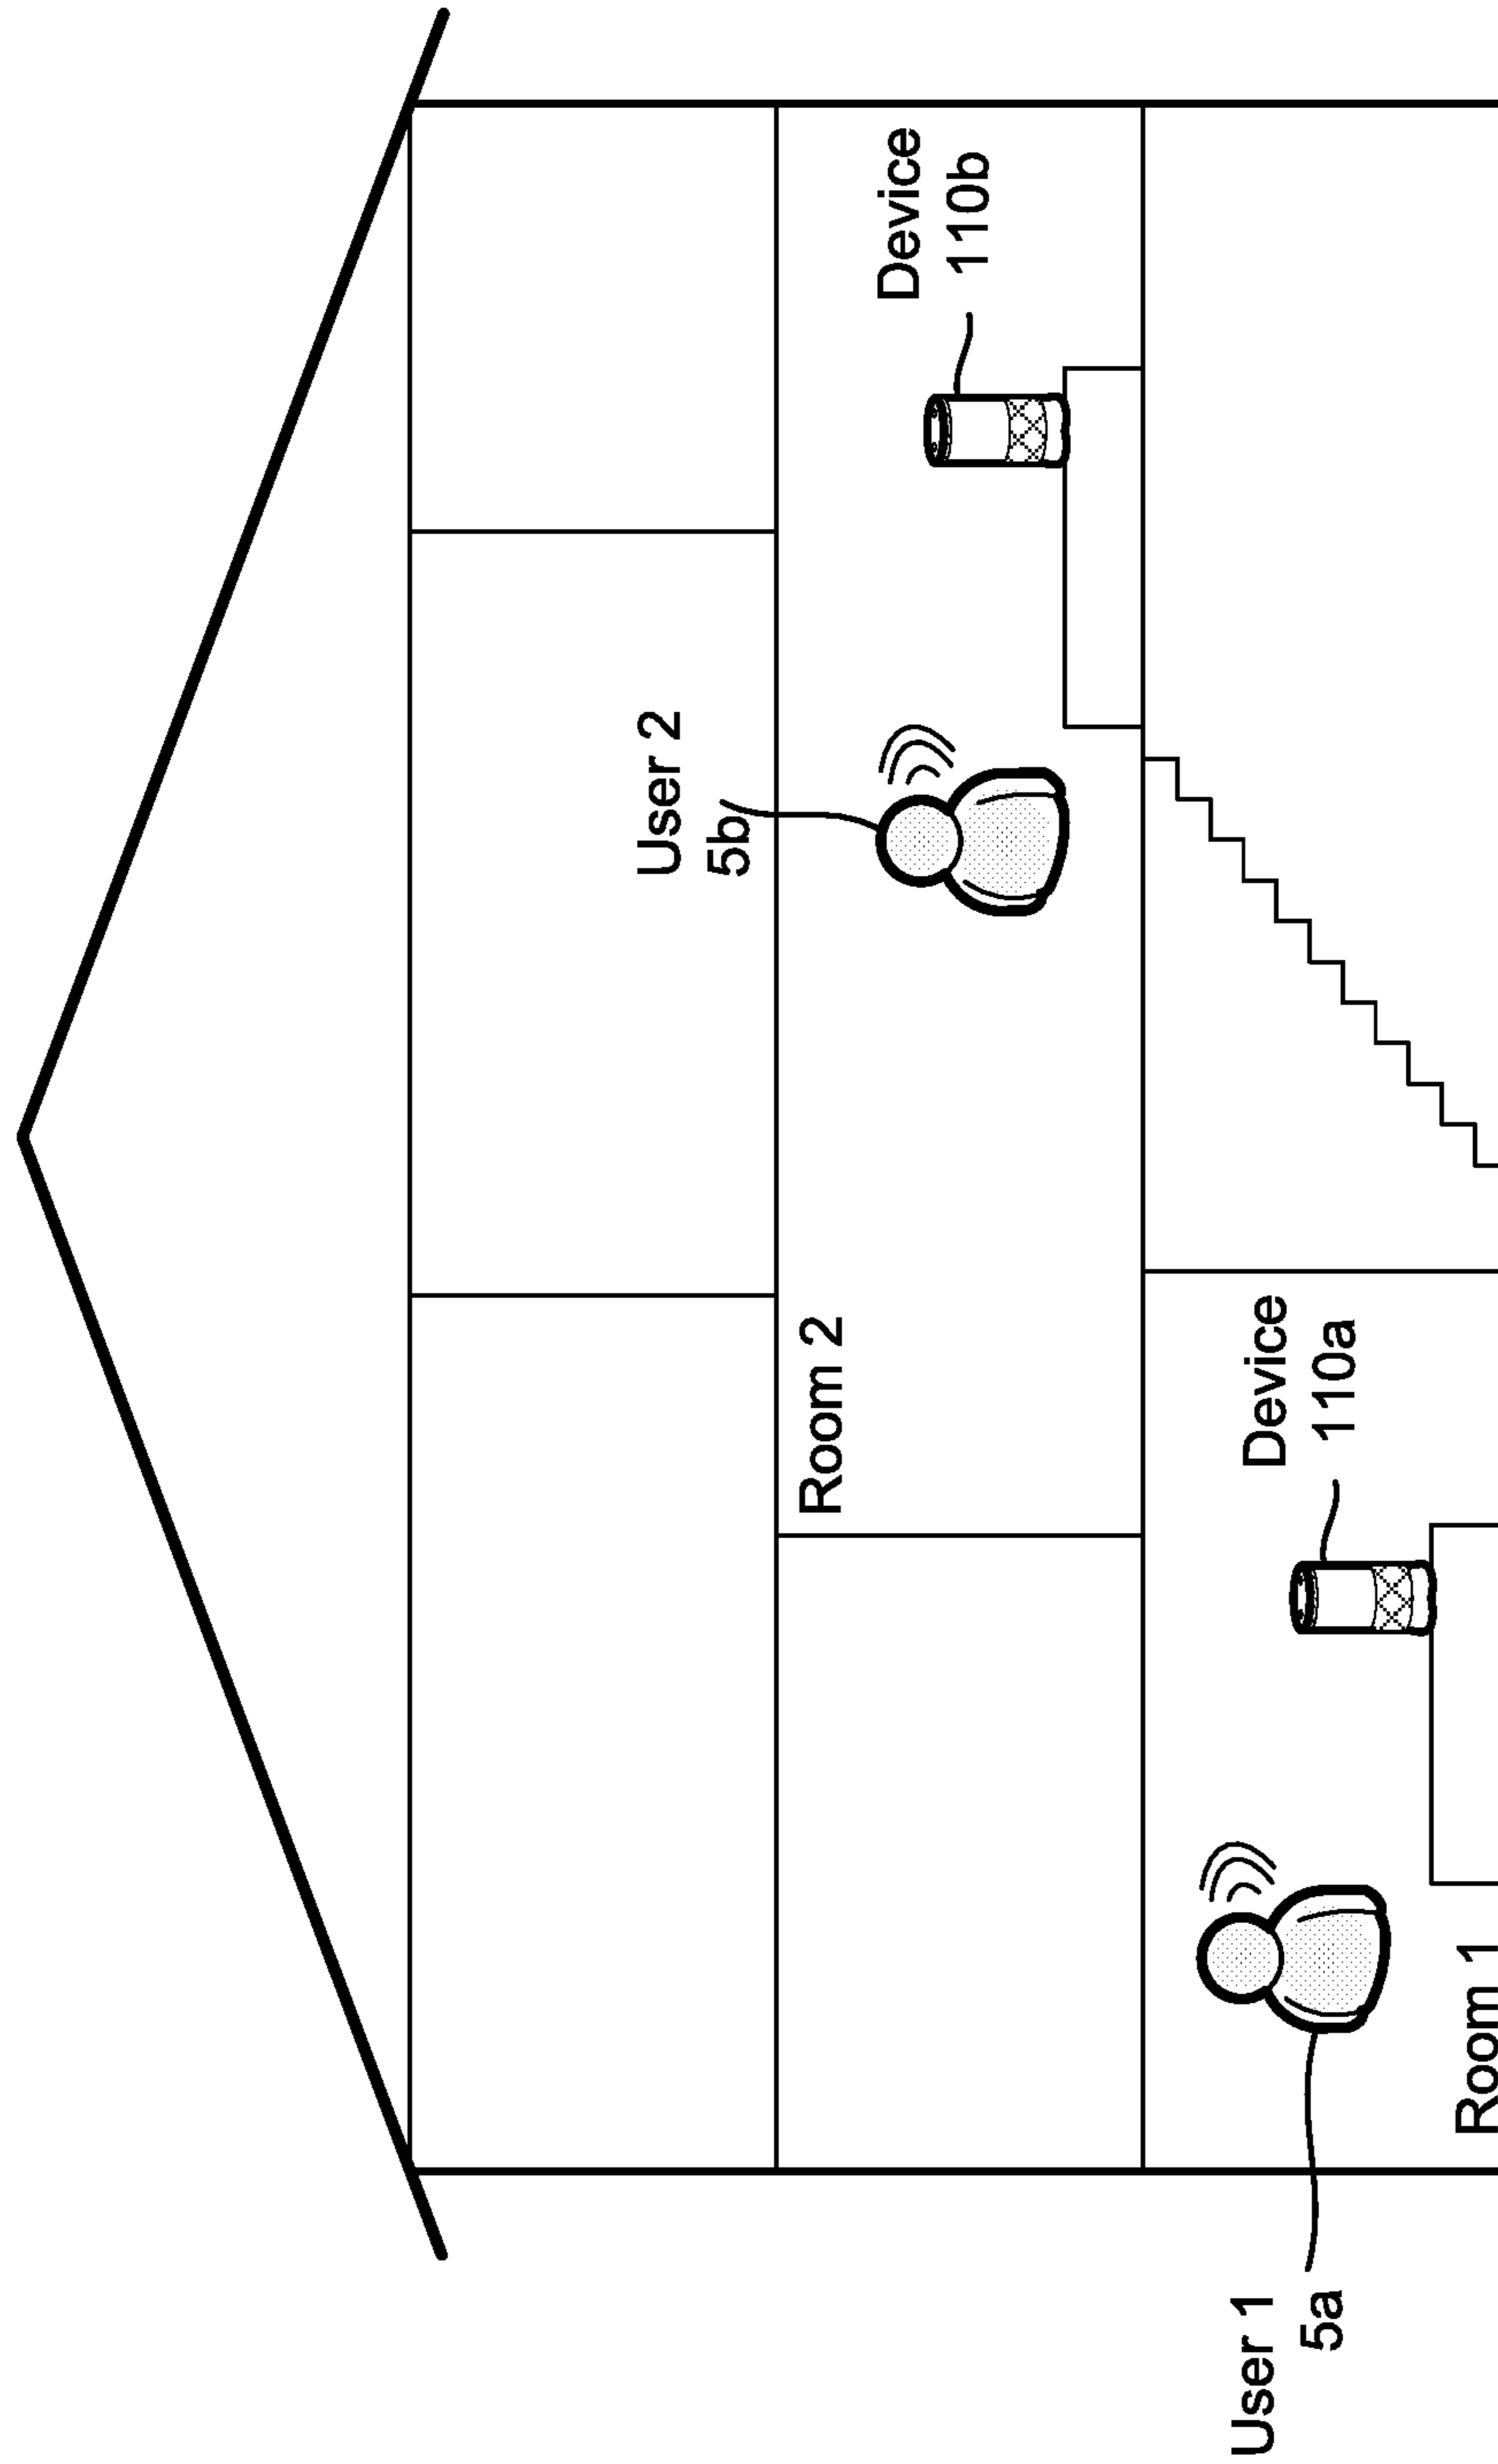 User 2
5b
Room 2
Device
110b
User 1
5a
Device
110a
Room 1